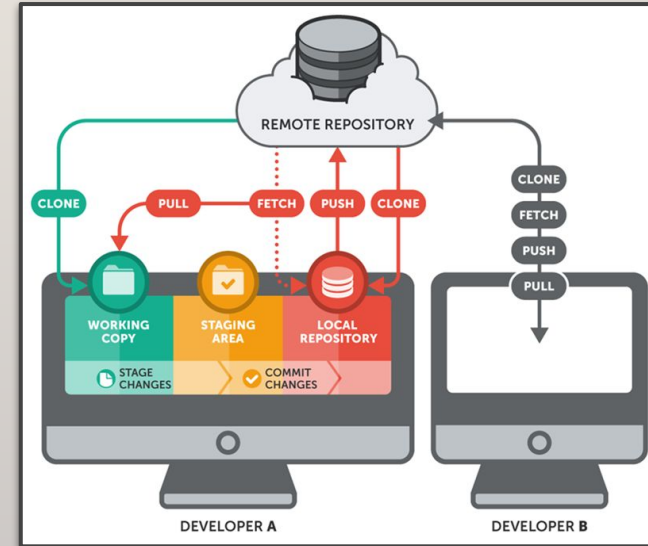 REMOTE REPOSITORY
CLONE
PULL
FETCH
PUSH
CLONE
WORKING
COPY
STAGING
AREA
LOCAL
REPOSITORY
STAGE
CHANGES
COMMIT
CHANGES
DEVELOPER A
CLONE
FETCH
PUSH
PULL
DEVELOPER B